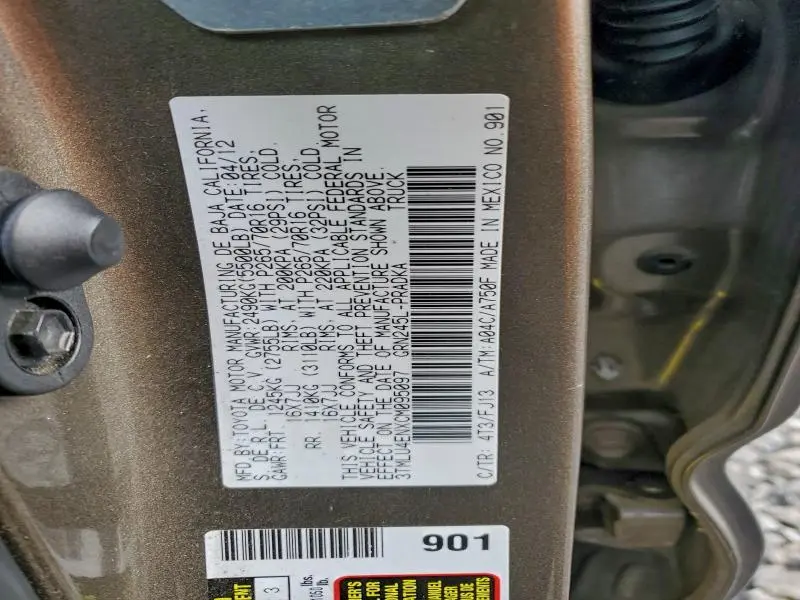 MFD BY:TOYOTA MOTOR MANUFACTURING DE BAJA CALIFORNIA,
S. DE R.L. DE C.V. GVWR:2490KG(5500LB) DATE:04/12
GAWR:FRT. 1245KG (2755LB) WITH P265/70R16 TIRES,
16X7JJ RIMS, AT 200KPA (29PSI) COLD.
RR. 1410KG (3110LB) WITH P265/70R16 TIRES,
16X7JJ RIMS, AT 220KPA (32PSI) COLD.
THIS VEHICLE CONFORMS TO ALL APPLICABLE FEDERAL MOTOR
VEHICLE SAFETY AND THEFT PREVENTION STANDARDS IN
EFFECT ON THE DATE OF MANUFACTURE SHOWN ABOVE.
3TMLU4ENXCM095097 GRN245L-PRADKA TRUCK
C/TR: 4T3/FJ13 A/TM:A04C/A750F MADE IN MEXICO NO.901
901
3
lbs.
lb.